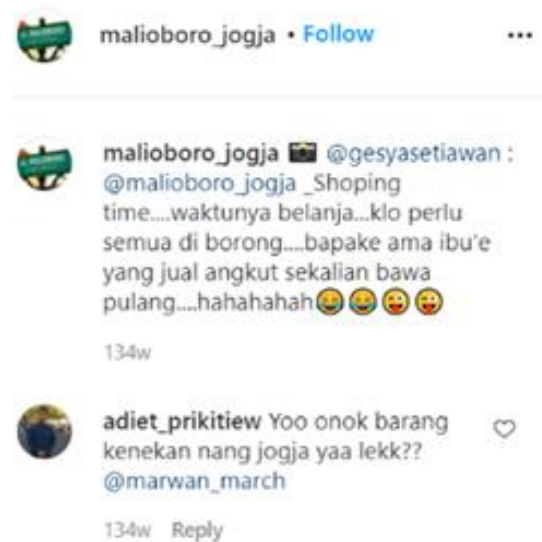 malioboro_jogja • Follow
malioboro_jogja 📷 @gesyasetiawan :
@malioboro_jogja _Shoping
time....waktunya belanja...klo perlu
semua di borong....bapake ama ibu'e
yang jual angkut sekalian bawa
pulang....hahahahah😂😂😜😜
134w
adiet_prikitiew Yoo onok barang
kenekan nang jogja yaa lekk??
@marwan_march
134w Reply